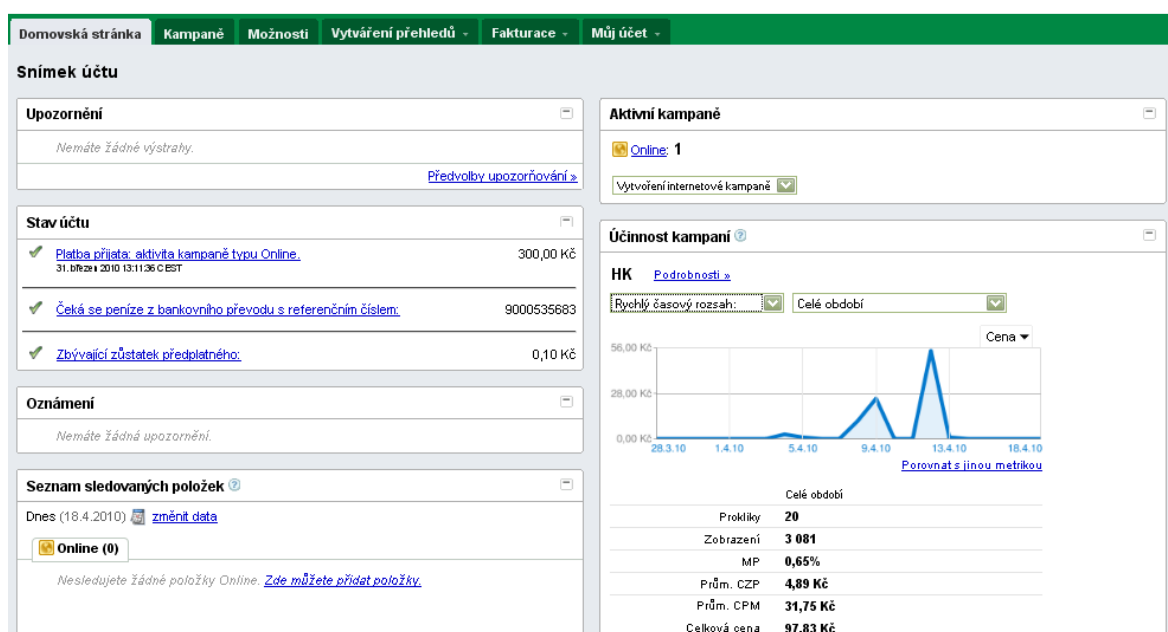 Domovská stránka Kampaně Možnosti Vytváření přehledů Fakturace Můj účet
Snímek účtu
Upozornění
Nemáte žádné výstrahy.
Předvolby upozorňování »
Stav účtu
Platba přijata: aktivita kampaně typu Online. 300,00 Kč
31. březen 2010 13:11:36 CEST
Čeká se peníze z bankovního převodu s referenčním číslem: 9000535683
Zbývající zůstatek předplatného: 0,10 Kč
Oznámení
Nemáte žádná upozornění.
Seznam sledovaných položek
Dnes (18.4.2010) změnit data
Online (0)
Nesledujete žádné položky Online. Zde můžete přidat položky.
Aktivní kampaně
Online: 1
Vytvoření internetové kampaně
Účinnost kampaní
HK Podrobnosti »
Rychlý časový rozsah: Celé období
Cena
56,00 Kč
28,00 Kč
0,00 Kč
28.3.10 1.4.10 5.4.10 9.4.10 13.4.10 18.4.10
Porovnat s jinou metrikou
Celé období
Prokliky 20
Zobrazení 3 081
MP 0,65%
Prům. CZP 4,89 Kč
Prům. CPM 31,75 Kč
Celková cena 97,83 Kč